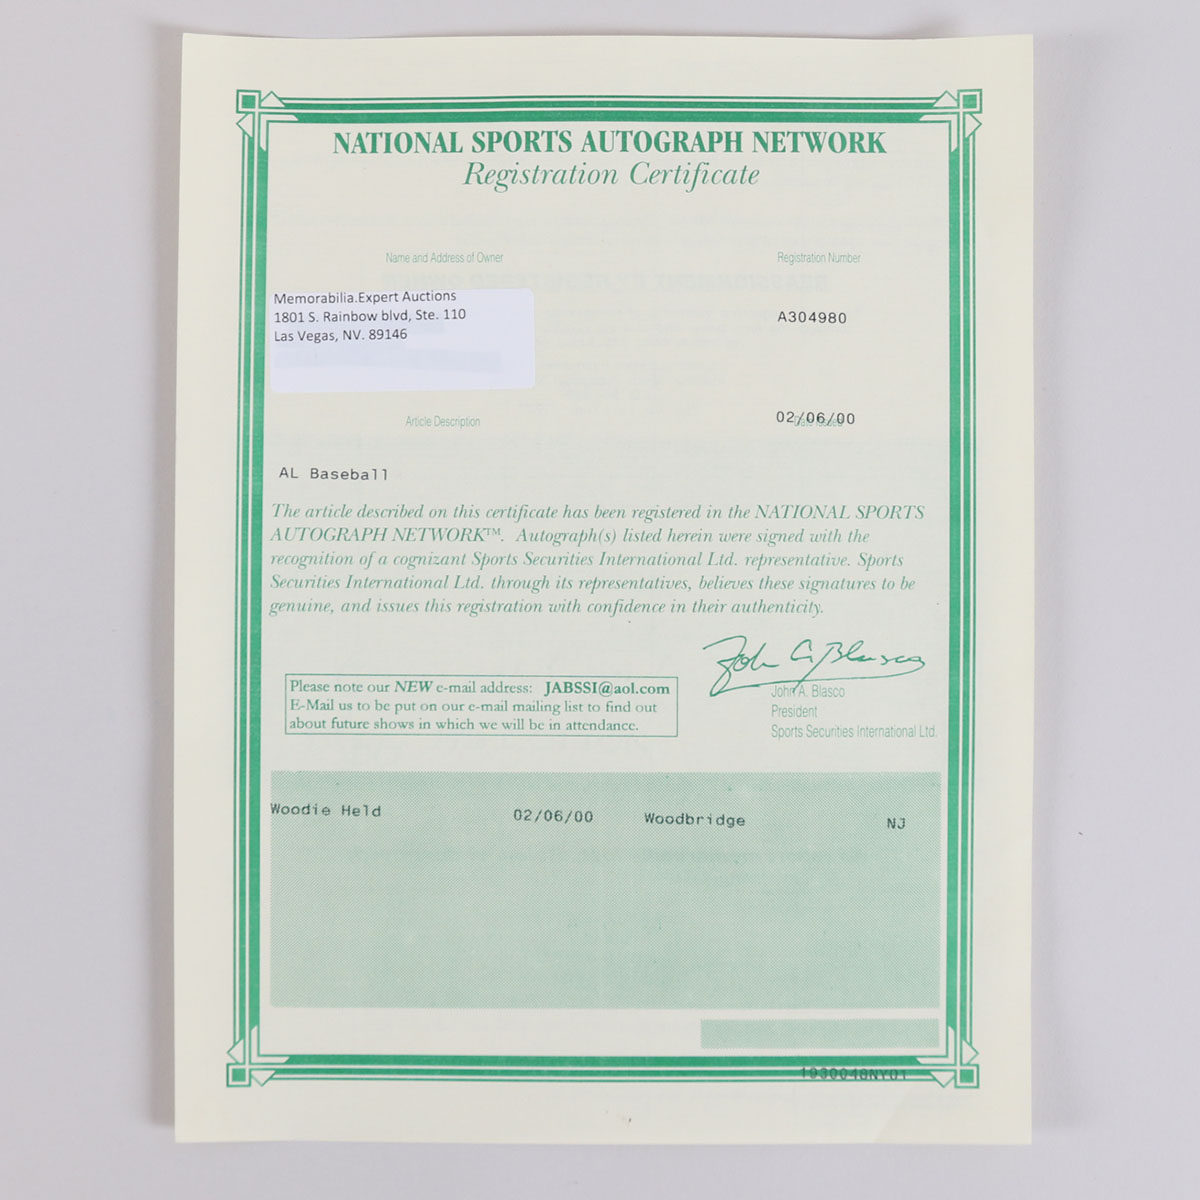 NATIONAL SPORTS AUTOGRAPH NETWORK
Registration Certificate
Name and Address of Owner
Registration Number
Memorabilia.Expert Auctions
1801 S. Rainbow blvd, Ste. 110
Las Vegas, NV. 89146
A304980
Article Description
Date Issued
02/06/00
AL Baseball
The article described on this certificate has been registered in the NATIONAL SPORTS
AUTOGRAPH NETWORK™. Autograph(s) listed herein were signed with the
recognition of a cognizant Sports Securities International Ltd. representative. Sports
Securities International Ltd. through its representatives, believes these signatures to be
genuine, and issues this registration with confidence in their authenticity.
John A. Blasco
John A. Blasco
President
Sports Securities International Ltd.
Please note our NEW e-mail address: JABSSI@aol.com
E-Mail us to be put on our e-mail mailing list to find out
about future shows in which we will be in attendance.
Woodie Held 02/06/00 Woodbridge NJ
1930048NY01